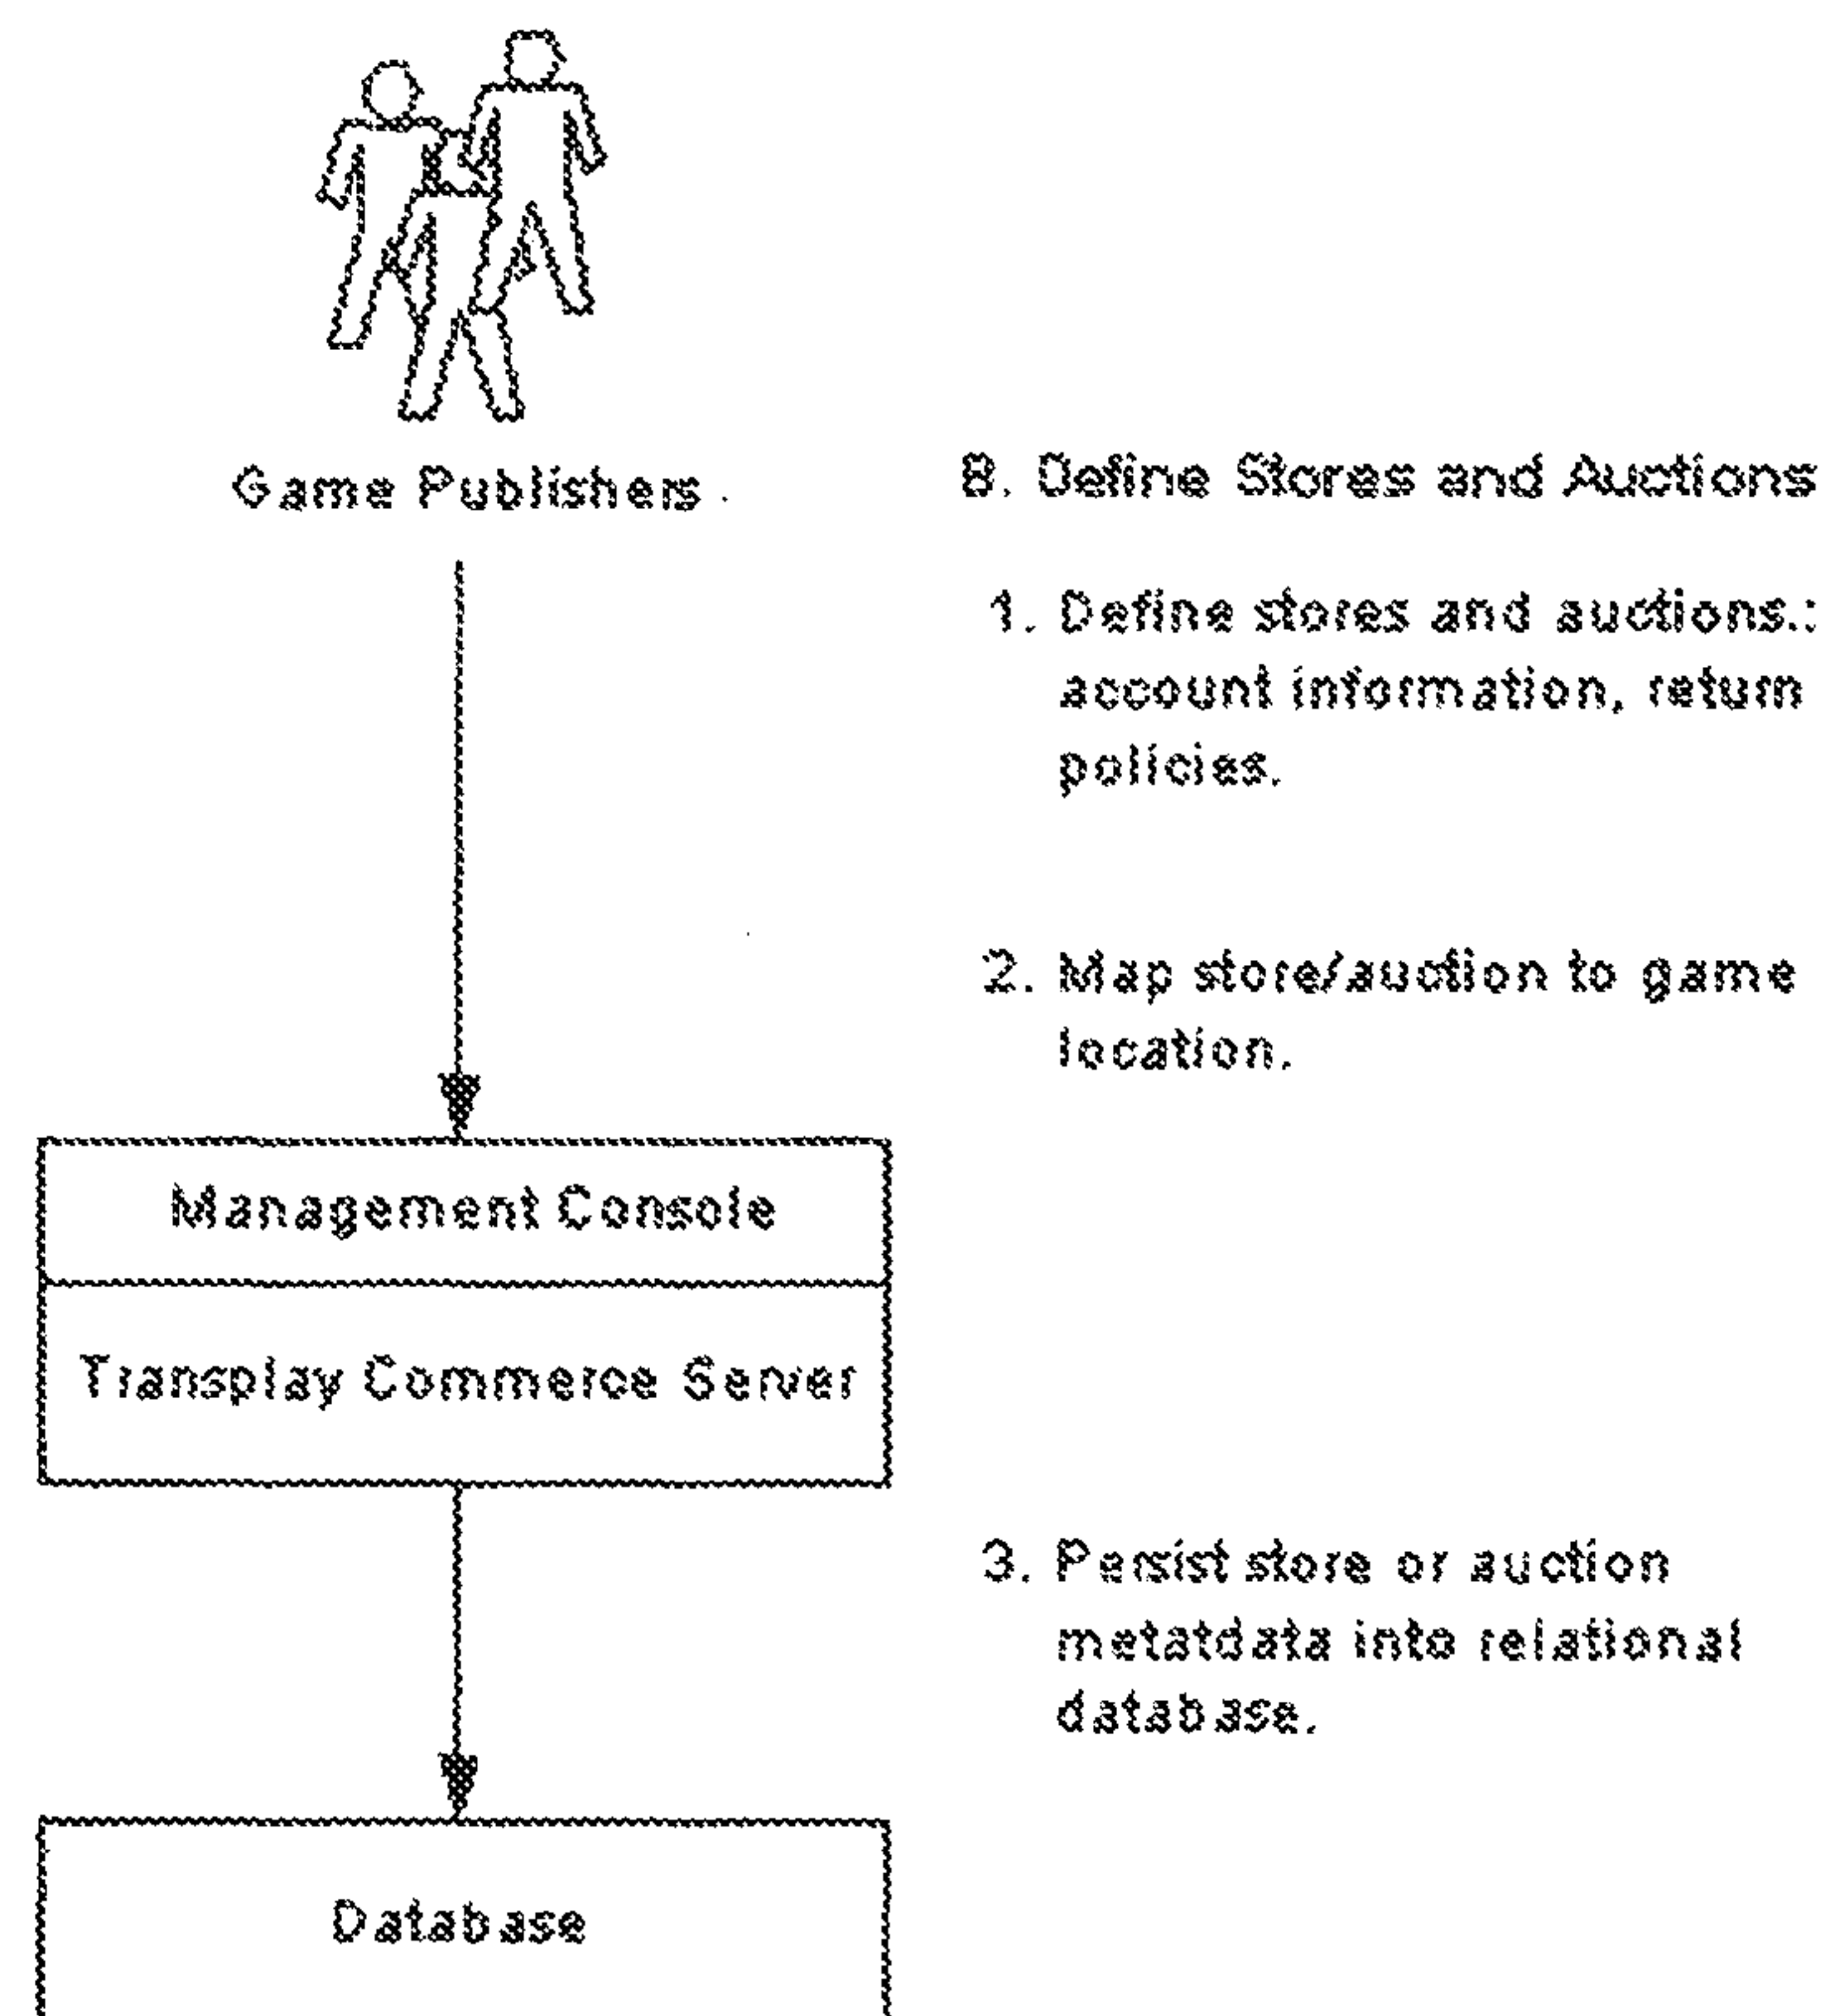 Game Publishers
8. Define Stores and Auctions
1. Define stores and auctions.:
account information, return
policies.
2. Map store/auction to game
location.
Management Console
Transplay Commerce Server
3. Persist store or auction
metatdata into relational
database.
Database